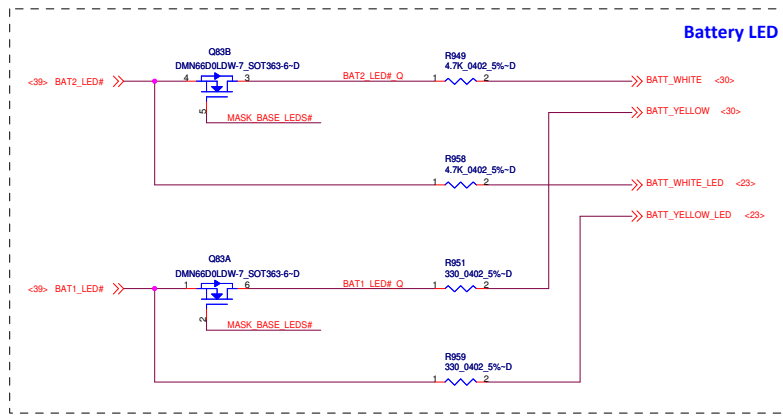 Battery LED
Q83B
DMN66D0LDW-7_SOT363-6~D
R949
4.7K_0402_5%~D
<39> BAT2_LED# 4 3 BAT2_LED#_Q 1 2 BATT_WHITE <30>
5
MASK_BASE_LEDS#
BATT_YELLOW <30>
R958
4.7K_0402_5%~D
1 2 BATT_WHITE_LED <23>
BATT_YELLOW_LED <23>
Q83A
DMN66D0LDW-7_SOT363-6~D
R951
330_0402_5%~D
<39> BAT1_LED# 1 6 BAT1_LED#_Q 1 2
2
MASK_BASE_LEDS#
R959
330_0402_5%~D
1 2